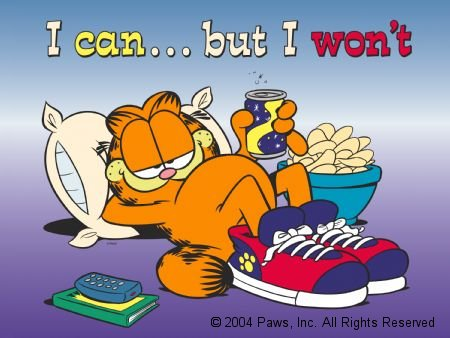 I can... but I won't
© 2004 Paws, Inc. All Rights Reserved